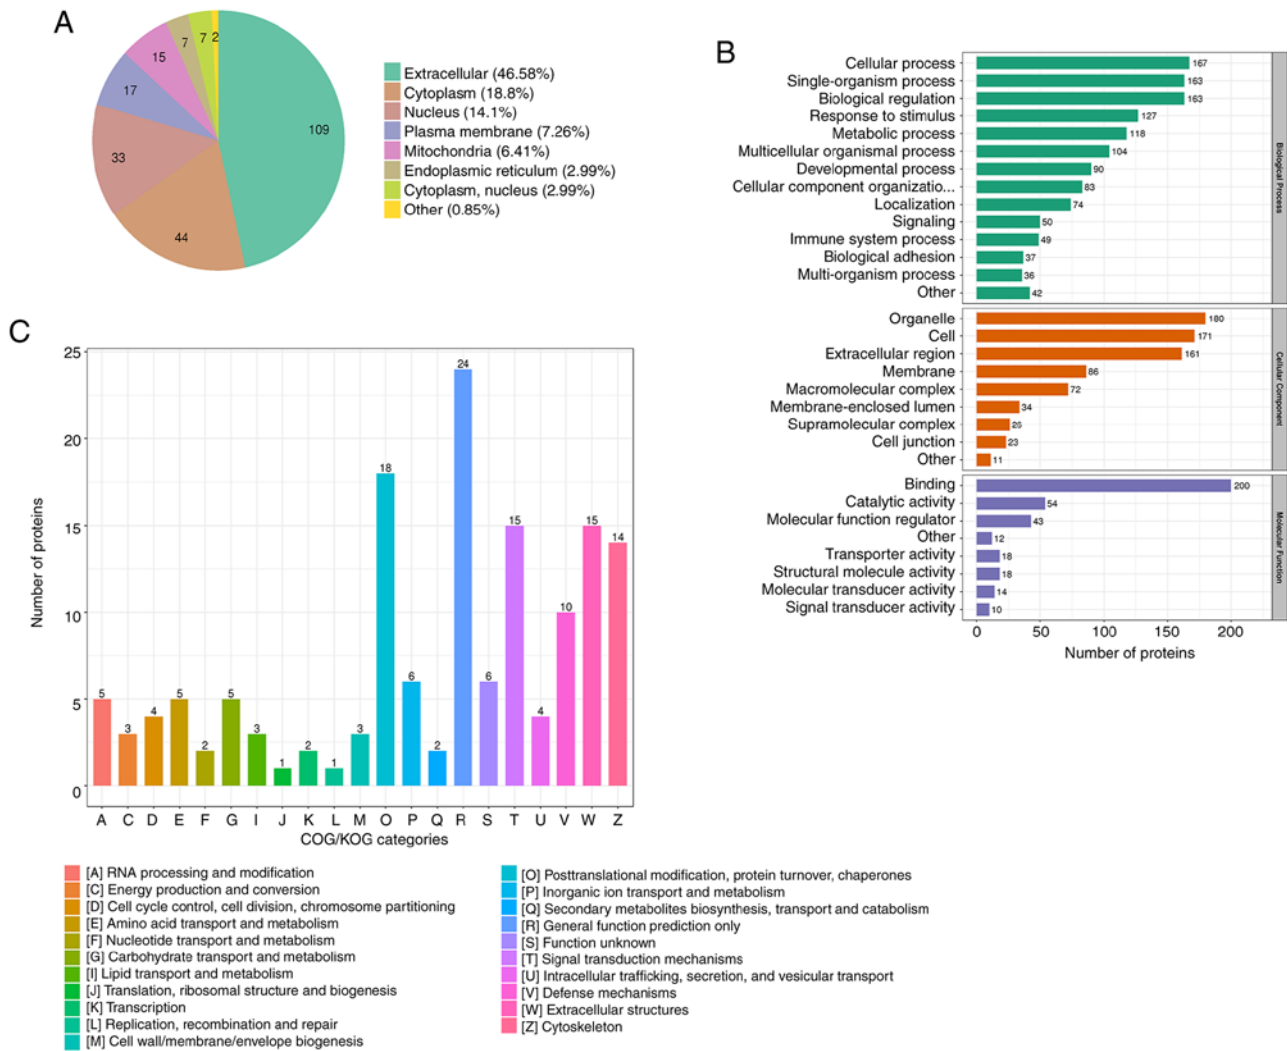 A
109
44
33
17
15
7
7
2
Extracellular (46.58%)
Cytoplasm (18.8%)
Nucleus (14.1%)
Plasma membrane (7.26%)
Mitochondria (6.41%)
Endoplasmic reticulum (2.99%)
Cytoplasm, nucleus (2.99%)
Other (0.85%)
B
Cellular process 167
Single-organism process 163
Biological regulation 163
Response to stimulus 127
Metabolic process 118
Multicellular organismal process 104
Developmental process 90
Cellular component organizatio... 83
Localization 74
Signaling 50
Immune system process 49
Biological adhesion 37
Multi-organism process 36
Other 42
Biological Process
Organelle 180
Cell 171
Extracellular region 161
Membrane 86
Macromolecular complex 72
Membrane-enclosed lumen 34
Supramolecular complex 26
Cell junction 23
Other 11
Cellular Component
Binding 200
Catalytic activity 54
Molecular function regulator 43
Other 12
Transporter activity 18
Structural molecule activity 18
Molecular transducer activity 14
Signal transducer activity 10
Molecular Function
0 50 100 150 200
Number of proteins
C
Number of proteins
25
20
15
10
5
0
5 3 4 5 2 5 3 1 2 1 3 18 6 2 24 6 15 4 10 15 14
A C D E F G I J K L M O P Q R S T U V W Z
COG/KOG categories
[A] RNA processing and modification
[C] Energy production and conversion
[D] Cell cycle control, cell division, chromosome partitioning
[E] Amino acid transport and metabolism
[F] Nucleotide transport and metabolism
[G] Carbohydrate transport and metabolism
[I] Lipid transport and metabolism
[J] Translation, ribosomal structure and biogenesis
[K] Transcription
[L] Replication, recombination and repair
[M] Cell wall/membrane/envelope biogenesis
[O] Posttranslational modification, protein turnover, chaperones
[P] Inorganic ion transport and metabolism
[Q] Secondary metabolites biosynthesis, transport and catabolism
[R] General function prediction only
[S] Function unknown
[T] Signal transduction mechanisms
[U] Intracellular trafficking, secretion, and vesicular transport
[V] Defense mechanisms
[W] Extracellular structures
[Z] Cytoskeleton